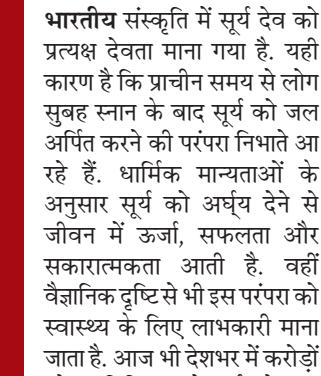 भारतीय संस्कृति में सूर्य देव को
प्रत्यक्ष देवता माना गया है. यही
कारण है कि प्राचीन समय से लोग
सुबह स्नान के बाद सूर्य को जल
अर्पित करने की परंपरा निभाते आ
रहे हैं. धार्मिक मान्यताओं के
अनुसार सूर्य को अर्घ्य देने से
जीवन में ऊर्जा, सफलता और
सकारात्मकता आती है. वहीं
वैज्ञानिक दृष्टि से भी इस परंपरा को
स्वास्थ्य के लिए लाभकारी माना
जाता है. आज भी देशभर में करोड़ों